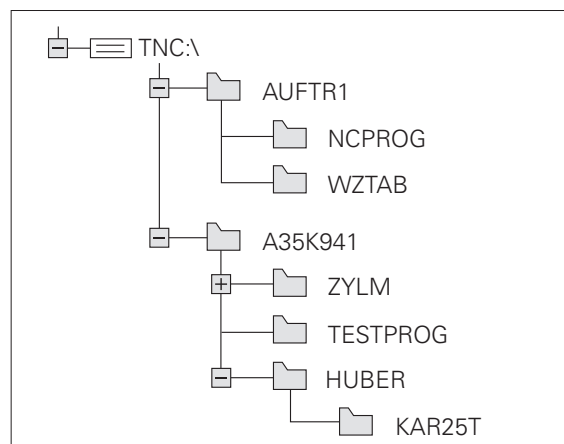 TNC:\
AUFTR1
NCPROG
WZTAB
A35K941
ZYLM
TESTPROG
HUBER
KAR25T